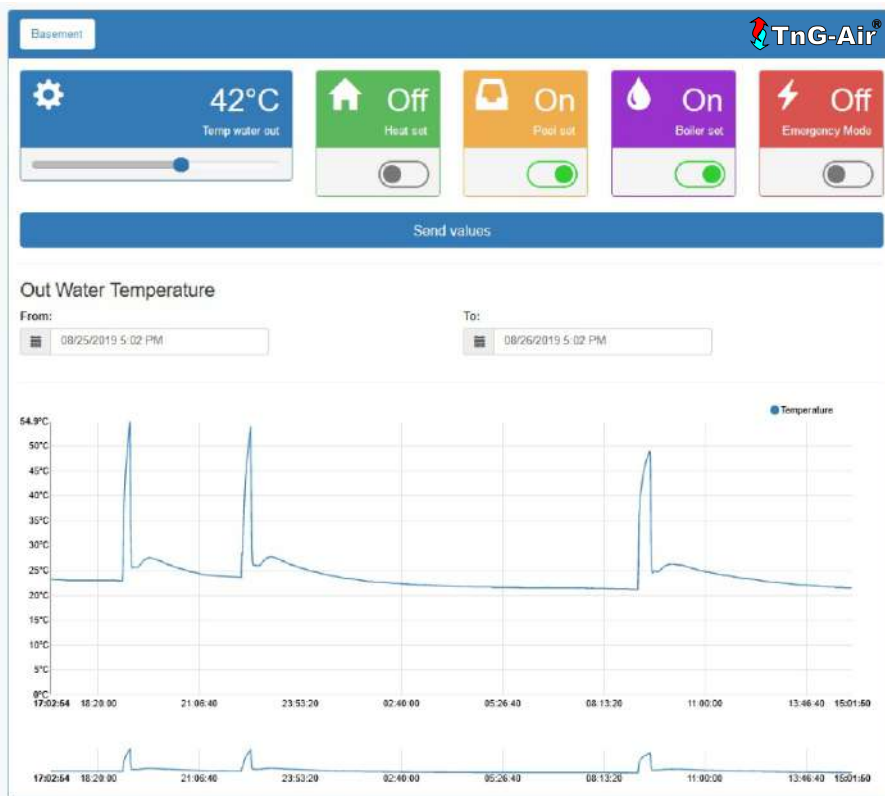 Basement
TnG-Air®
42°C
Temp water out
Off
Heat set
On
Pool set
On
Boiler set
Off
Emergency Mode
Send values
Out Water Temperature
From:
To:
08/25/2019 5:02 PM
08/26/2019 5:02 PM
Temperature
54.9°C
50°C
45°C
40°C
35°C
30°C
25°C
20°C
15°C
10°C
5°C
0°C
17:02:54 18:20:00 21:06:40 23:53:20 02:40:00 05:26:40 08:13:20 11:00:00 13:46:40 15:01:50
17:02:54 18:20:00 21:06:40 23:53:20 02:40:00 05:26:40 08:13:20 11:00:00 13:46:40 15:01:50